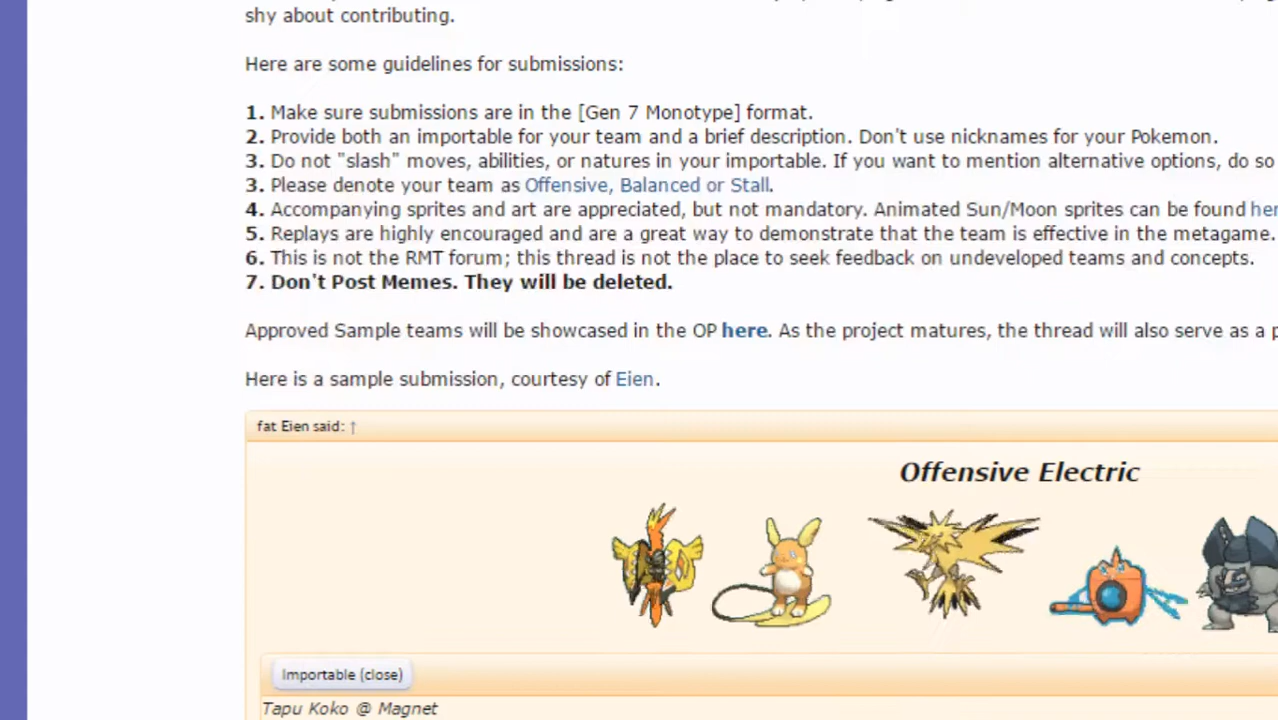 shy about contributing.
Here are some guidelines for submissions:
1. Make sure submissions are in the [Gen 7 Monotype] format.
2. Provide both an importable for your team and a brief description. Don't use nicknames for your Pokemon.
3. Do not "slash" moves, abilities, or natures in your importable. If you want to mention alternative options, do so
3. Please denote your team as Offensive, Balanced or Stall.
4. Accompanying sprites and art are appreciated, but not mandatory. Animated Sun/Moon sprites can be found
5. Replays are highly encouraged and are a great way to demonstrate that the team is effective in the metagame.
6. This is not the RMT forum; this thread is not the place to seek feedback on undeveloped teams and concepts.
7. Don't Post Memes. They will be deleted.
Approved Sample teams will be showcased in the OP here. As the project matures, the thread will also serve as a
Here is a sample submission, courtesy of Eien.
fat Eien said: ↑
Offensive Electric
Importable (close)
Tapu Koko @ Magnet